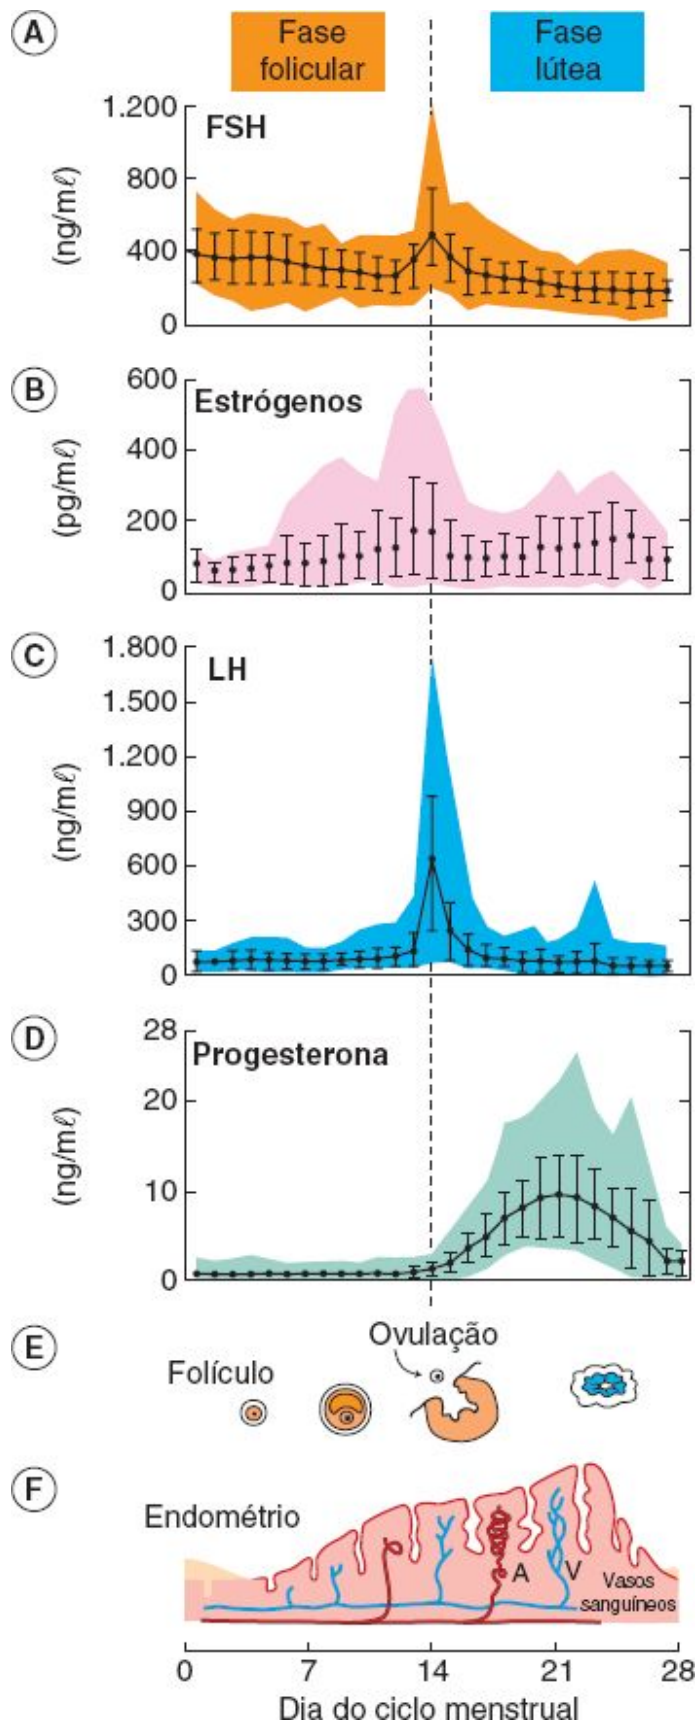 A
Fase
folicular
Fase
lútea
FSH
1.200
800
400
0
(ng/mℓ)
B
Estrógenos
600
400
200
0
(pg/mℓ)
C
LH
1.800
1.500
1.200
900
600
300
0
(ng/mℓ)
D
Progesterona
28
20
10
0
(ng/mℓ)
E
Folículo
Ovulação
F
Endométrio
A
V
Vasos
sanguíneos
0 7 14 21 28
Dia do ciclo menstrual